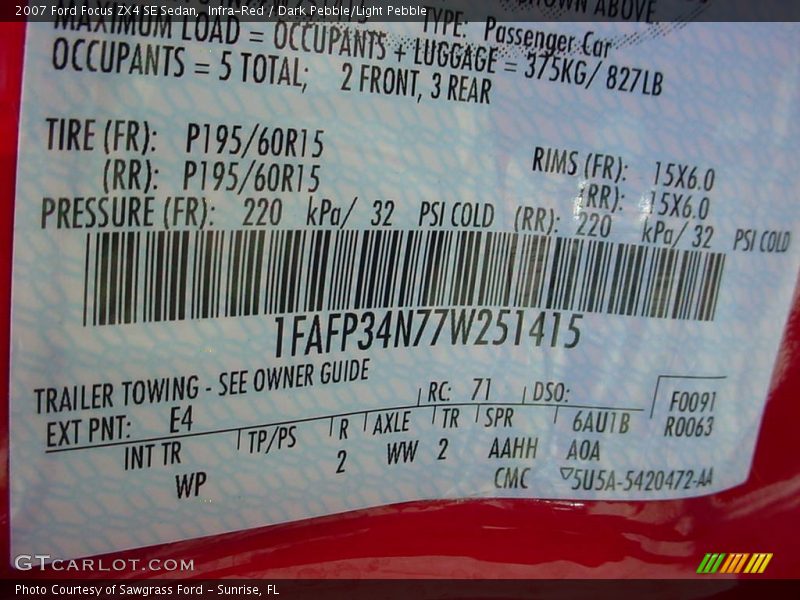 2007 Ford Focus ZX4 SE Sedan, Infra-Red / Dark Pebble/Light Pebble
SHOWN ABOVE.
TYPE: Passenger Car
MAXIMUM LOAD = OCCUPANTS + LUGGAGE = 375KG/ 827LB
OCCUPANTS = 5 TOTAL; 2 FRONT, 3 REAR
TIRE (FR): P195/60R15 RIMS (FR): 15X6.0
(RR): P195/60R15 (RR): 15X6.0
PRESSURE (FR): 220 kPa/ 32 PSI COLD (RR): 220 kPa/ 32 PSI COLD
1FAFP34N77W251415
TRAILER TOWING - SEE OWNER GUIDE
EXT PNT: E4 RC: 71 DSO: F0091
R0063
INT TR TP/PS R AXLE TR SPR 6AU1B
WP 2 WW 2 AAHH AOA
CMC ▽5U5A-5420472-AA
GTCARLOT.COM
Photo Courtesy of Sawgrass Ford - Sunrise, FL